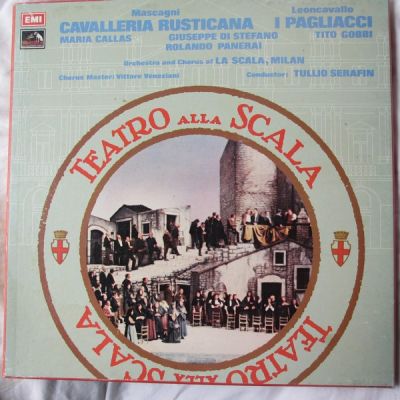 EMI
Mascagni
CAVALLERIA RUSTICANA
Leoncavallo
I PAGLIACCI
MARIA CALLAS GIUSEPPE DI STEFANO TITO GOBBI
ROLANDO PANERAI
Orchestra and Chorus of LA SCALA, MILAN
Chorus Master: Vittore Veneziani Conductor: TULLIO SERAFIN
TEATRO ALLA SCALA
TEATRO ALLA SCALA